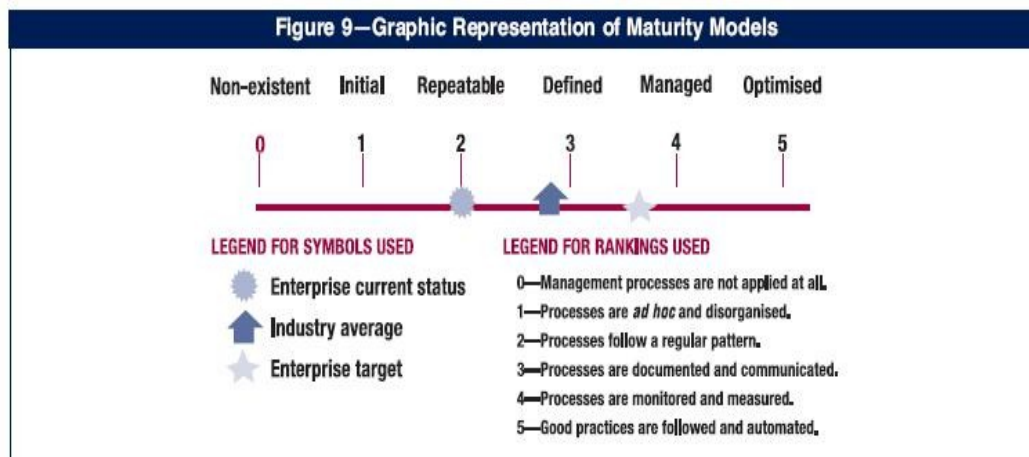 Figure 9—Graphic Representation of Maturity Models
Non-existent Initial Repeatable Defined Managed Optimised
0 1 2 3 4 5
LEGEND FOR SYMBOLS USED
Enterprise current status
Industry average
Enterprise target
LEGEND FOR RANKINGS USED
0—Management processes are not applied at all.
1—Processes are ad hoc and disorganised.
2—Processes follow a regular pattern.
3—Processes are documented and communicated.
4—Processes are monitored and measured.
5—Good practices are followed and automated.